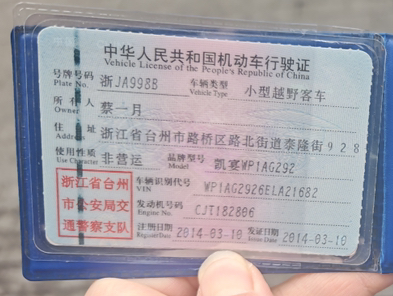 中华人民共和国机动车行驶证
Vehicle License of the People's Republic of China
号牌号码 浙JA998B 车辆类型 小型越野客车
Plate No. Vehicle Type
所有人 蔡一月
Owner
住址 浙江省台州市路桥区路北街道泰隆街928
Address
使用性质 非营运 品牌型号 凯宴WP1AG292
Use Character Model
浙江省台州 车辆识别代号 WP1AG2926ELA21682
VIN
市公安局交 发动机号码 CJT182806
Engine No.
通警察支队 注册日期 2014-03-10 发证日期 2014-03-10
Register Date Issue Date